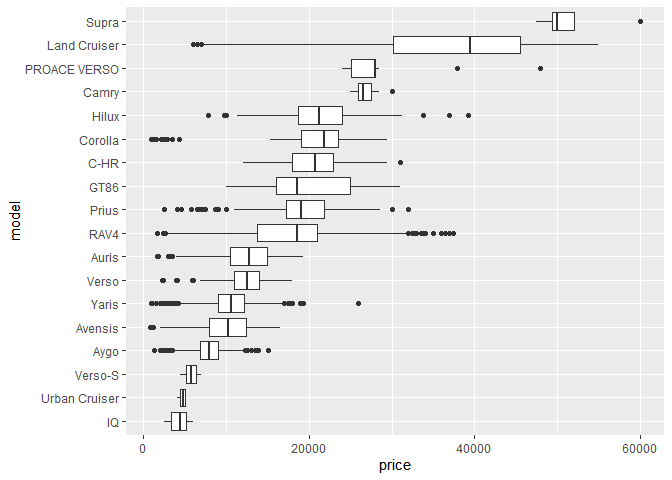 Supra
Land Cruiser
PROACE VERSO
Camry
Hilux
Corolla
C-HR
GT86
Prius
RAV4
Auris
Verso
Yaris
Avensis
Aygo
Verso-S
Urban Cruiser
IQ
model
0 20000 40000 60000
price